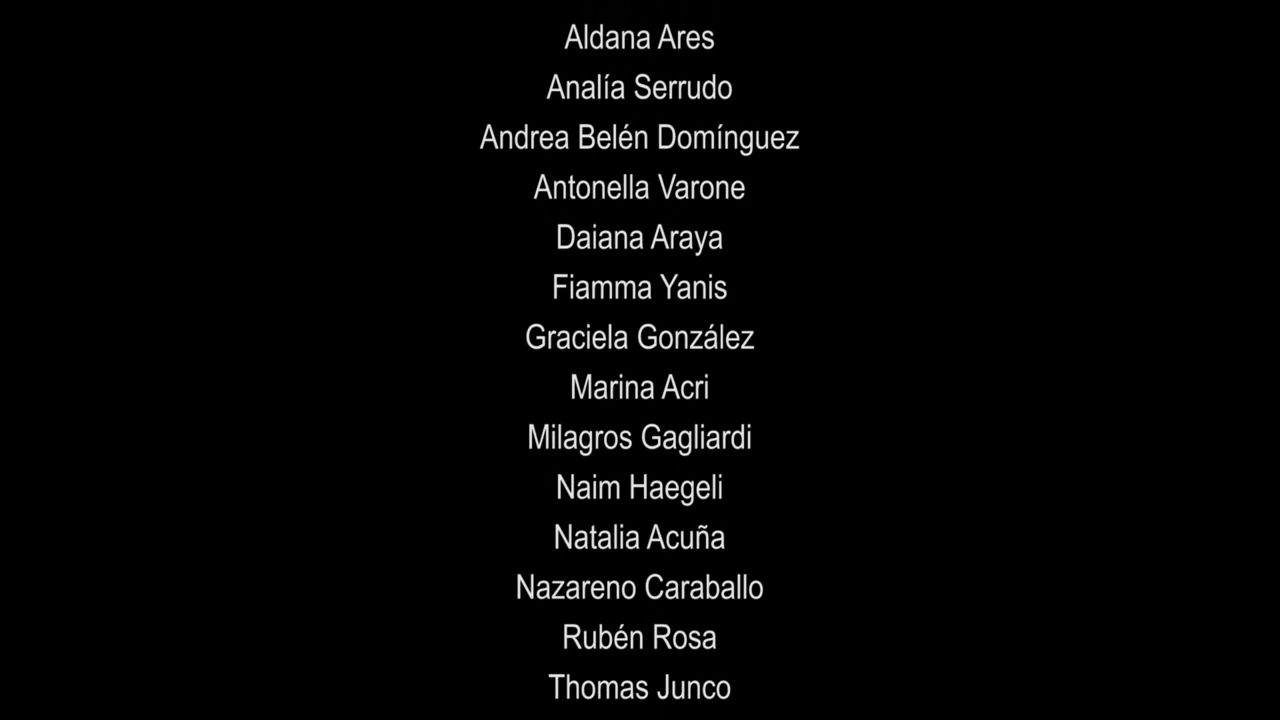 Aldana Ares
Analía Serrudo
Andrea Belén Domínguez
Antonella Varone
Daiana Araya
Fiamma Yanis
Graciela González
Marina Acri
Milagros Gagliardi
Naim Haegeli
Natalia Acuña
Nazareno Caraballo
Rubén Rosa
Thomas Junco